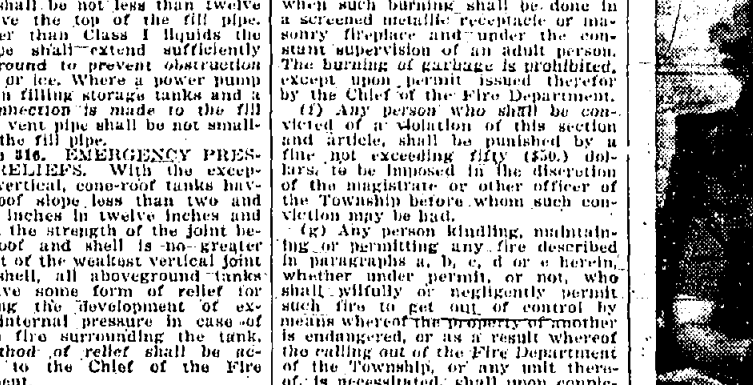 shall be not less than twelve
ve the top of the fill pipe.
er than Class I liquids the
pe shall extend sufficiently
round to prevent obstruction
or ice. Where a power pump
n filling storage tanks and a
nnection is made to the fill
vent pipe shall be not small-
the fill pipe.
316. EMERGENCY PRES-
RELIEFS. With the excep-
vertical, cone-roof tanks hav-
oof slope less than two and
inches in twelve inches and
the strength of the joint be-
oof and shell is no greater
t of the weakest vertical joint
shell, all aboveground tanks
ve some form of relief for
ng the development of ex-
internal pressure in case of
fire surrounding the tank.
thod of relief shall be ac-
to the Chief of the Fire
ent
when such burning shall be done in
a screened metallic receptacle or ma-
sonry fireplace and under the con-
stant supervision of an adult person.
The burning of garbage is prohibited,
except upon permit issued therefor
by the Chief of the Fire Department.
(f) Any person who shall be con-
victed of a violation of this section
and article, shall be punished by a
fine not exceeding fifty ($50.) dol-
lars, to be imposed in the discretion
of the magistrate or other officer of
the Township before whom such con-
viction may be had.
(g) Any person kindling, maintain-
ing or permitting any fire described
in paragraphs a, b, c, d or e herein,
whether under permit, or not, who
shall wilfully or negligently permit
such fire to get out of control by
means whereof the property of another
is endangered, or as a result whereof
the calling out of the Fire Department
of the Township, or any unit there-
of, is necessitated, shall upon convic-